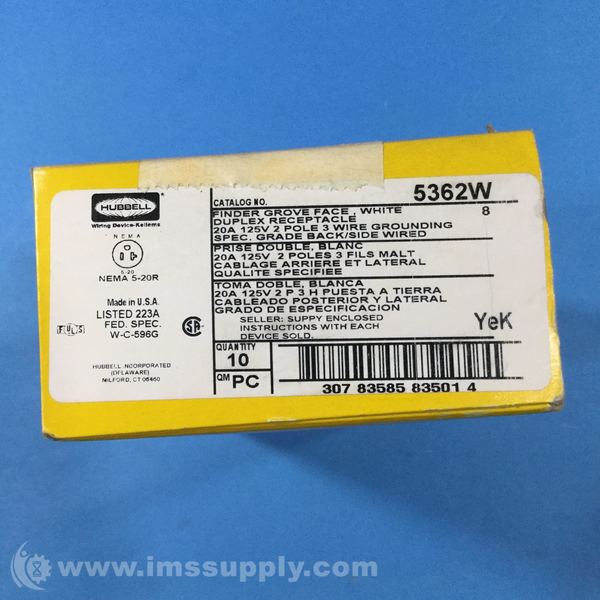 HUBBELL
Wiring Device-Kellems
NEMA
5-20
NEMA 5-20R
Made in U.S.A.
LISTED 223A
FED. SPEC.
W-C-596G
HUBBELL INCORPORATED
(DELAWARE)
MILFORD, CT 06460
CATALOG NO.
5362W
FINDER GROVE FACE , WHITE
8
DUPLEX RECEPTACLE
20A 125V 2 POLE 3 WIRE GROUNDING
SPEC. GRADE BACK/SIDE WIRED
PRISE DOUBLE, BLANC
20A 125V 2 POLES 3 FILS MALT
CABLAGE ARRIERE ET LATERAL
QUALITE SPECIFIEE
TOMA DOBLE, BLANCA
20A 125V 2 P 3 H PUESTA A TIERRA
CABLEADO POSTERIOR Y LATERAL
GRADO DE ESPECIFICACION
SELLER: SUPPY ENCLOSED
INSTRUCTIONS WITH EACH
DEVICE SOLD.
YeK
QUANTITY
10
QM PC
307 83585 83501 4
www.imssupply.com